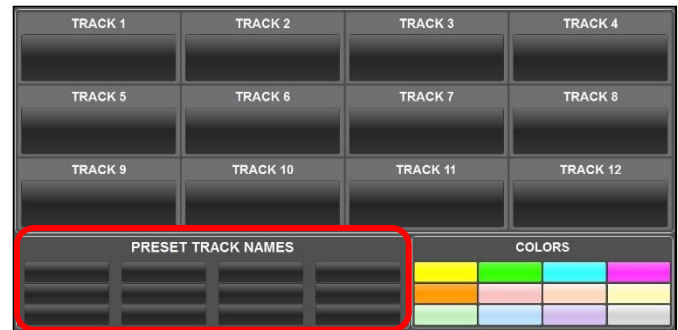 TRACK 1 TRACK 2 TRACK 3 TRACK 4
TRACK 5 TRACK 6 TRACK 7 TRACK 8
TRACK 9 TRACK 10 TRACK 11 TRACK 12
PRESET TRACK NAMES COLORS